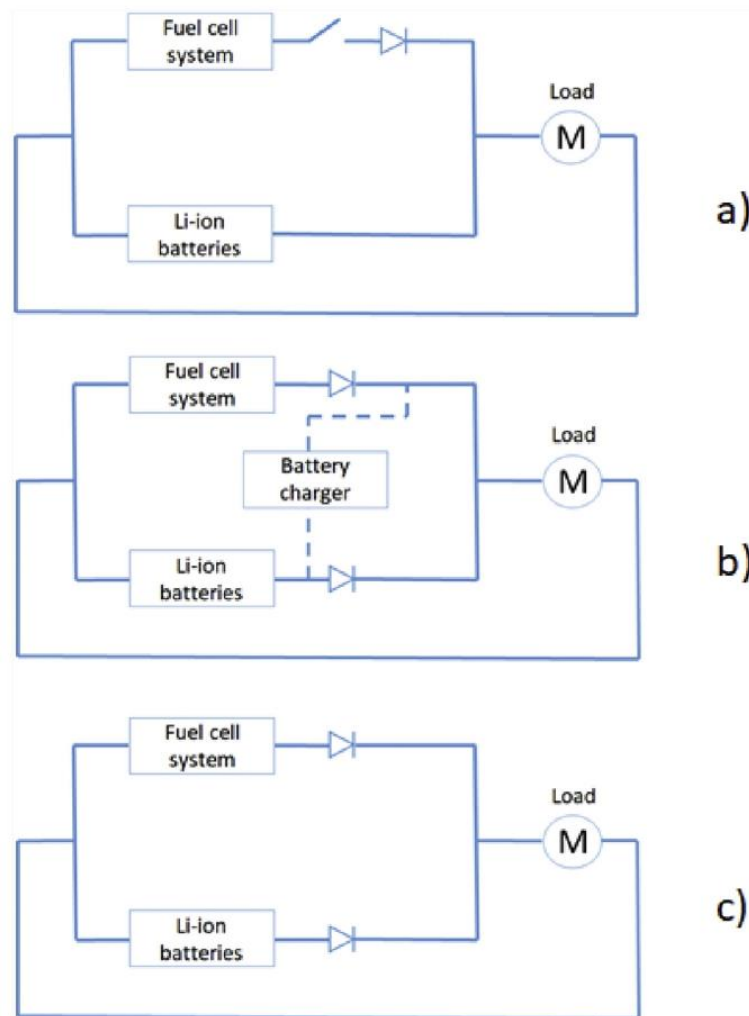 Fuel cell
system
Load
M
a)
Li-ion
batteries
Fuel cell
system
Load
Battery
charger
M
b)
Li-ion
batteries
Fuel cell
system
Load
M
c)
Li-ion
batteries